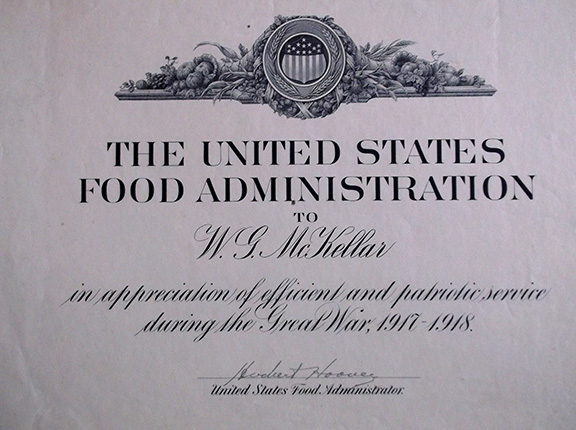 THE UNITED STATES
FOOD ADMINISTRATION
TO
W. G. McKellar
in appreciation of efficient and patriotic service
during the Great War, 1917-1918.
Herbert Hoover
United States Food Administrator.